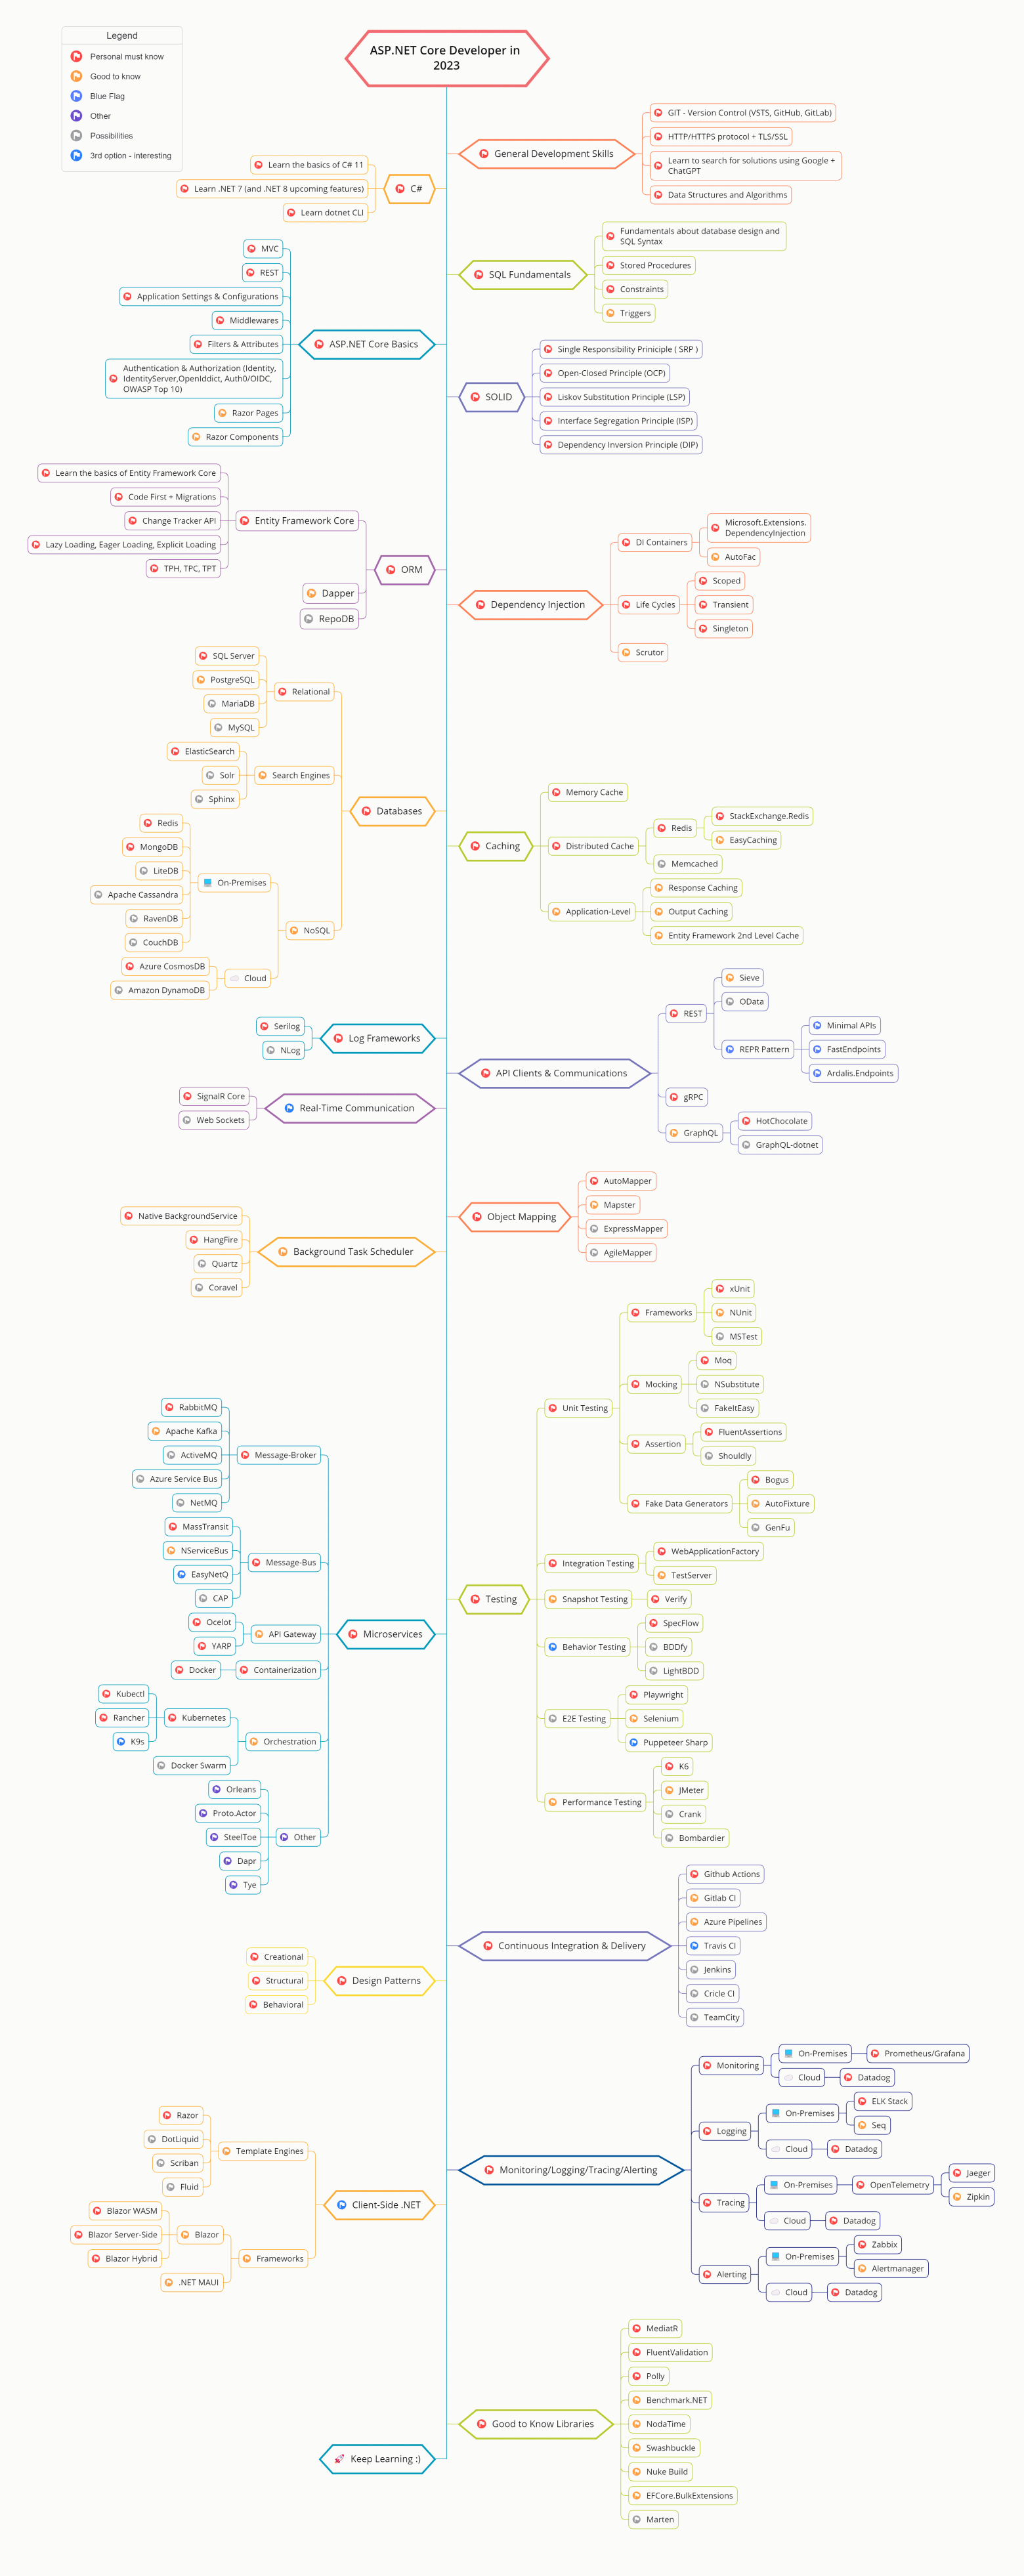 Legend
Personal must know
Good to know
Blue Flag
Other
Possibilities
3rd option - interesting
ASP.NET Core Developer in
2023
General Development Skills
GIT - Version Control (VSTS, GitHub, GitLab)
HTTP/HTTPS protocol + TLS/SSL
Learn to search for solutions using Google +
ChatGPT
Data Structures and Algorithms
C#
Learn the basics of C# 11
Learn .NET 7 (and .NET 8 upcoming features)
Learn dotnet CLI
SQL Fundamentals
Fundamentals about database design and
SQL Syntax
Stored Procedures
Constraints
Triggers
ASP.NET Core Basics
MVC
REST
Application Settings & Configurations
Middlewares
Filters & Attributes
Authentication & Authorization (Identity,
IdentityServer,OpenIddict, Auth0/OIDC,
OWASP Top 10)
Razor Pages
Razor Components
SOLID
Single Responsibility Priniciple ( SRP )
Open-Closed Principle (OCP)
Liskov Substitution Principle (LSP)
Interface Segregation Principle (ISP)
Dependency Inversion Principle (DIP)
ORM
Entity Framework Core
Learn the basics of Entity Framework Core
Code First + Migrations
Change Tracker API
Lazy Loading, Eager Loading, Explicit Loading
TPH, TPC, TPT
Dapper
RepoDB
Dependency Injection
DI Containers
Microsoft.Extensions.
DependencyInjection
AutoFac
Life Cycles
Scoped
Transient
Singleton
Scrutor
Databases
Relational
SQL Server
PostgreSQL
MariaDB
MySQL
Search Engines
ElasticSearch
Solr
Sphinx
NoSQL
On-Premises
Redis
MongoDB
LiteDB
Apache Cassandra
RavenDB
CouchDB
Cloud
Azure CosmosDB
Amazon DynamoDB
Caching
Memory Cache
Distributed Cache
Redis
StackExchange.Redis
EasyCaching
Memcached
Application-Level
Response Caching
Output Caching
Entity Framework 2nd Level Cache
Log Frameworks
Serilog
NLog
API Clients & Communications
REST
Sieve
OData
REPR Pattern
Minimal APIs
FastEndpoints
Ardalis.Endpoints
gRPC
GraphQL
HotChocolate
GraphQL-dotnet
Real-Time Communication
SignalR Core
Web Sockets
Object Mapping
AutoMapper
Mapster
ExpressMapper
AgileMapper
Background Task Scheduler
Native BackgroundService
HangFire
Quartz
Coravel
Testing
Unit Testing
Frameworks
xUnit
NUnit
MSTest
Mocking
Moq
NSubstitute
FakeItEasy
Assertion
FluentAssertions
Shouldly
Fake Data Generators
Bogus
AutoFixture
GenFu
Integration Testing
WebApplicationFactory
TestServer
Snapshot Testing
Verify
Behavior Testing
SpecFlow
BDDfy
LightBDD
E2E Testing
Playwright
Selenium
Puppeteer Sharp
Performance Testing
K6
JMeter
Crank
Bombardier
Microservices
Message-Broker
RabbitMQ
Apache Kafka
ActiveMQ
Azure Service Bus
NetMQ
Message-Bus
MassTransit
NServiceBus
EasyNetQ
CAP
API Gateway
Ocelot
YARP
Containerization
Docker
Orchestration
Kubernetes
Kubectl
Rancher
K9s
Docker Swarm
Other
Orleans
Proto.Actor
SteelToe
Dapr
Tye
Continuous Integration & Delivery
Github Actions
Gitlab CI
Azure Pipelines
Travis CI
Jenkins
Cricle CI
TeamCity
Design Patterns
Creational
Structural
Behavioral
Monitoring/Logging/Tracing/Alerting
Monitoring
On-Premises
Prometheus/Grafana
Cloud
Datadog
Logging
On-Premises
ELK Stack
Seq
Cloud
Datadog
Tracing
On-Premises
OpenTelemetry
Jaeger
Zipkin
Cloud
Datadog
Alerting
On-Premises
Zabbix
Alertmanager
Cloud
Datadog
Client-Side .NET
Template Engines
Razor
DotLiquid
Scriban
Fluid
Frameworks
Blazor
Blazor WASM
Blazor Server-Side
Blazor Hybrid
.NET MAUI
Good to Know Libraries
MediatR
FluentValidation
Polly
Benchmark.NET
NodaTime
Swashbuckle
Nuke Build
EFCore.BulkExtensions
Marten
Keep Learning :)